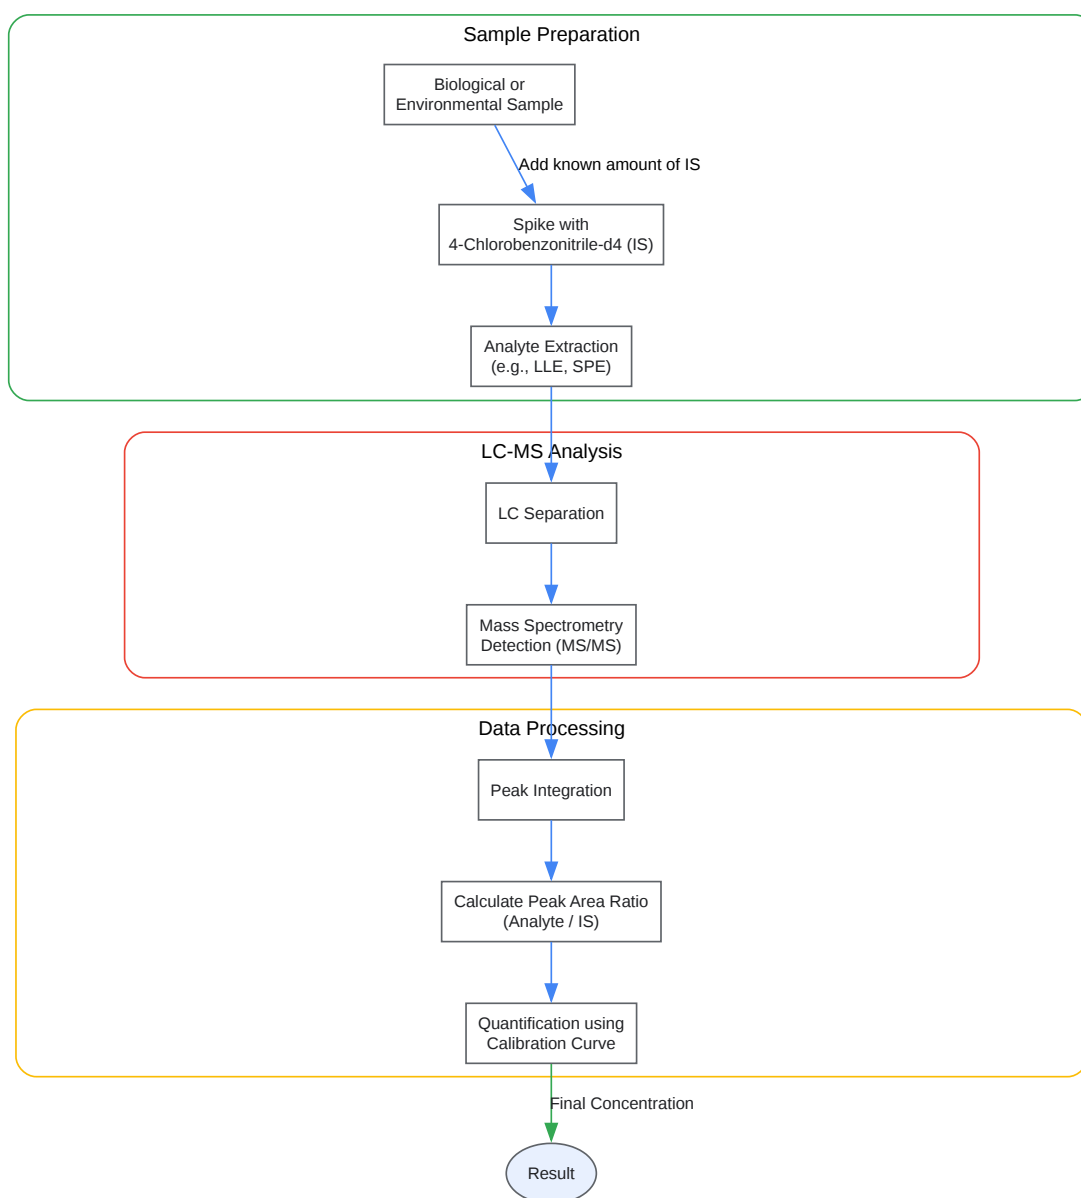 Sample Preparation
Biological or
Environmental Sample
Add known amount of IS
Spike with
4-Chlorobenzonitrile-d4 (IS)
Analyte Extraction
(e.g., LLE, SPE)
LC-MS Analysis
LC Separation
Mass Spectrometry
Detection (MS/MS)
Data Processing
Peak Integration
Calculate Peak Area Ratio
(Analyte / IS)
Quantification using
Calibration Curve
Final Concentration
Result